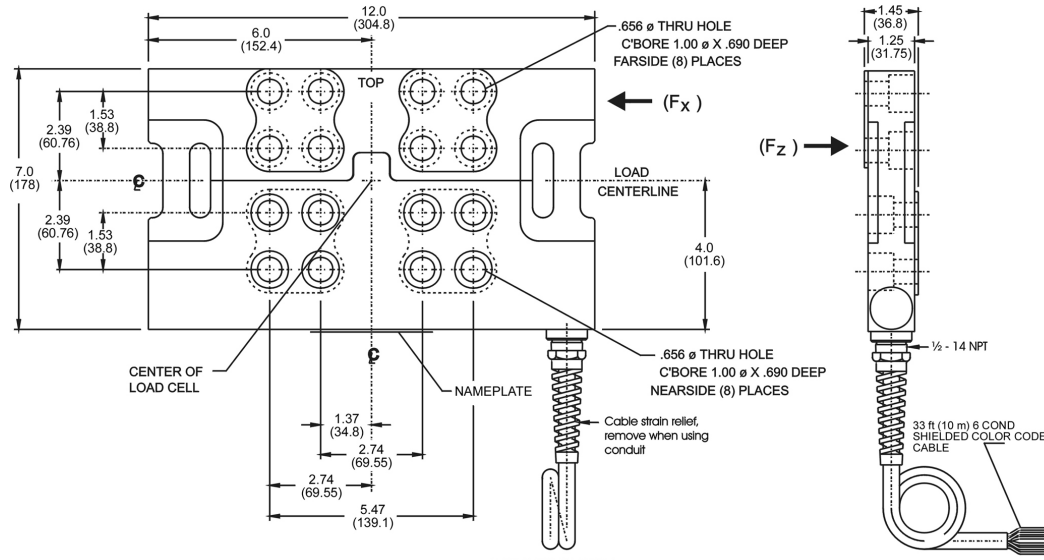 12.0
(304.8)
6.0
(152.4)
.656 ø THRU HOLE
C'BORE 1.00 ø X .690 DEEP
FARSIDE (8) PLACES
TOP
(Fx )
1.53
(38.8)
2.39
(60.76)
7.0
(178)
℄
LOAD
CENTERLINE
2.39
(60.76)
1.53
(38.8)
4.0
(101.6)
℄
CENTER OF
LOAD CELL
NAMEPLATE
.656 ø THRU HOLE
C'BORE 1.00 ø X .690 DEEP
NEARSIDE (8) PLACES
1.37
(34.8)
2.74
(69.55)
2.74
(69.55)
5.47
(139.1)
Cable strain relief,
remove when using
conduit
1.45
(36.8)
1.25
(31.75)
(Fz )
½ - 14 NPT
33 ft (10 m) 6 COND
SHIELDED COLOR CODE
CABLE